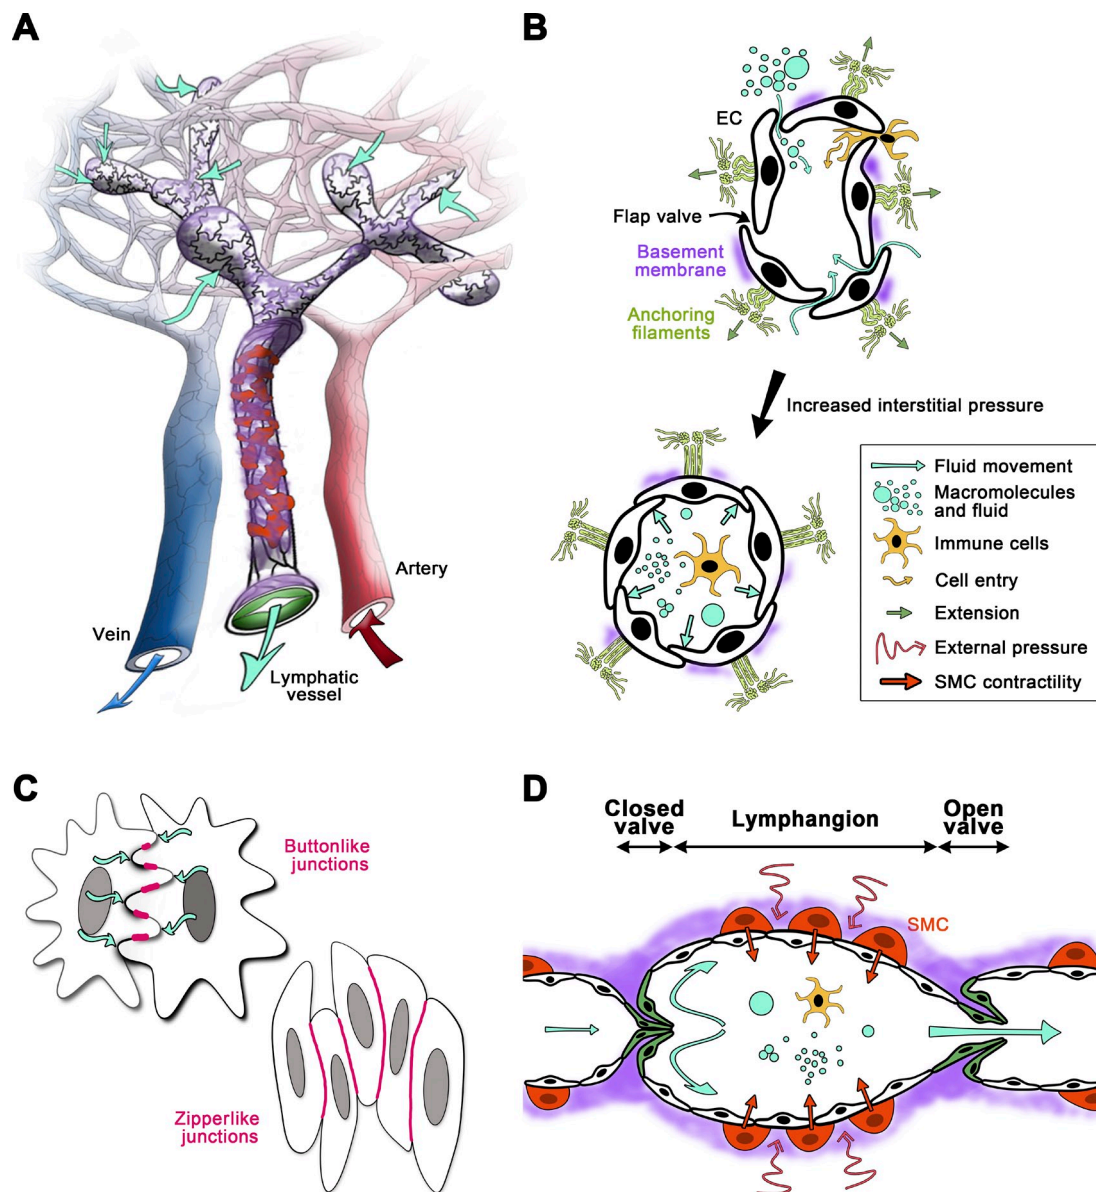 A
Vein
Lymphatic
vessel
Artery
B
EC
Flap valve
Basement
membrane
Anchoring
filaments
Increased interstitial pressure
Fluid movement
Macromolecules
and fluid
Immune cells
Cell entry
Extension
External pressure
SMC contractility
C
Buttonlike
junctions
Zipperlike
junctions
D
Closed
valve
Lymphangion
Open
valve
SMC